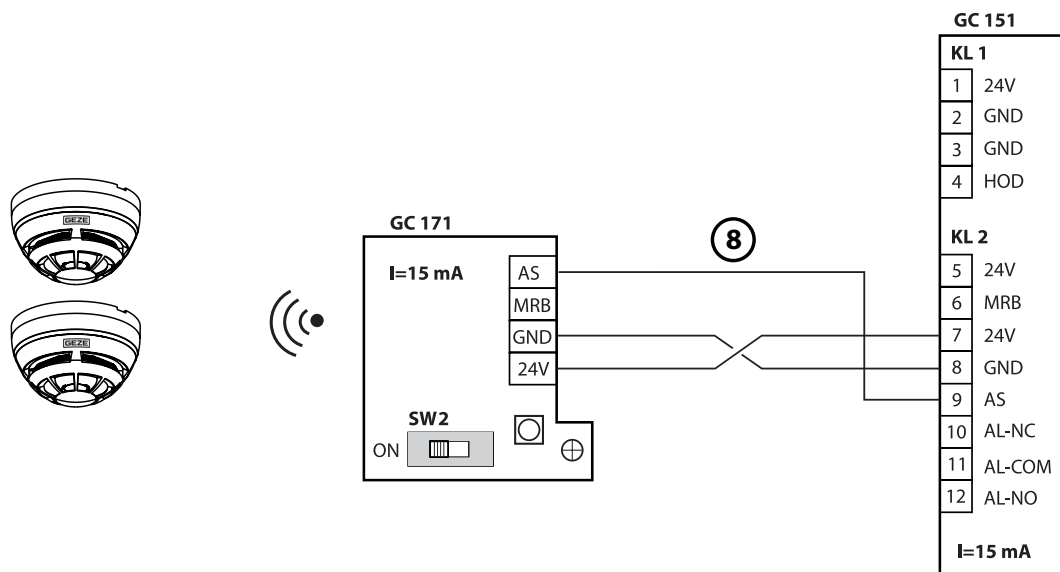 GEZE
GEZE
GC 171
I=15 mA
AS
MRB
GND
24V
SW2
ON
8
GC 151
KL 1
1 24V
2 GND
3 GND
4 HOD
KL 2
5 24V
6 MRB
7 24V
8 GND
9 AS
10 AL-NC
11 AL-COM
12 AL-NO
I=15 mA